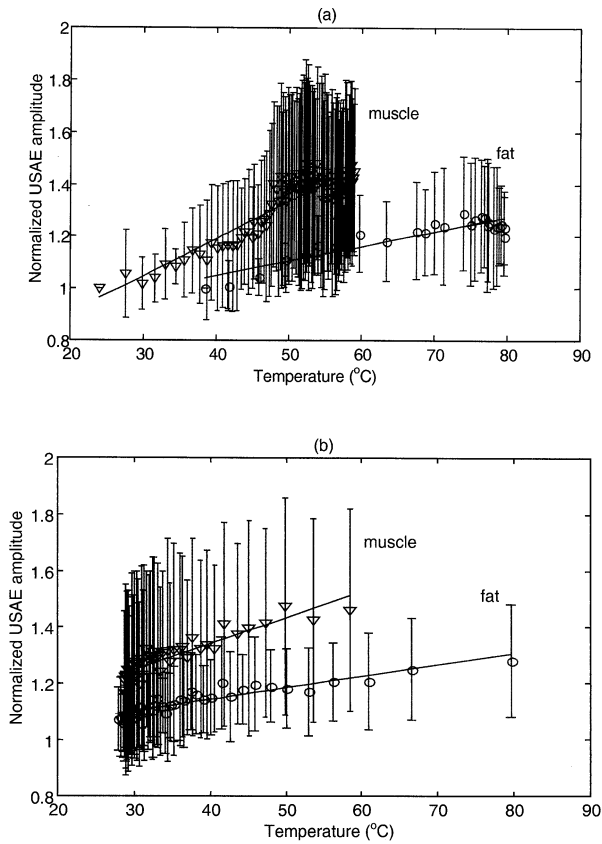 (a)
2
1.8
1.6
1.4
1.2
1
0.8
Normalized USAE amplitude
muscle
fat
20 30 40 50 60 70 80 90
Temperature (°C)
(b)
2
1.8
1.6
1.4
1.2
1
0.8
Normalized USAE amplitude
muscle
fat
20 30 40 50 60 70 80 90
Temperature (°C)